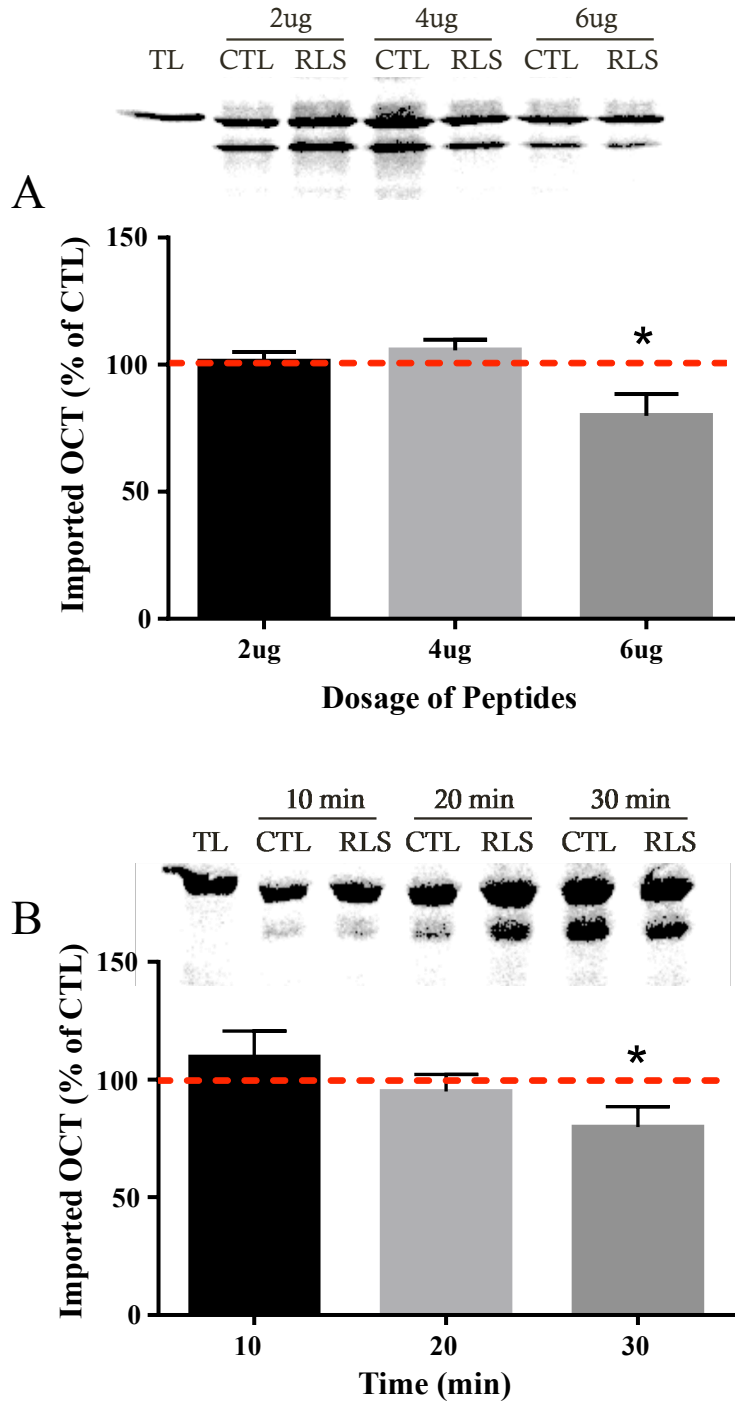 2ug 4ug 6ug
TL CTL RLS CTL RLS CTL RLS
A
150
100
50
0
Imported OCT (% of CTL)
*
2ug 4ug 6ug
Dosage of Peptides
10 min 20 min 30 min
TL CTL RLS CTL RLS CTL RLS
B
150
100
50
0
Imported OCT (% of CTL)
*
10 20 30
Time (min)